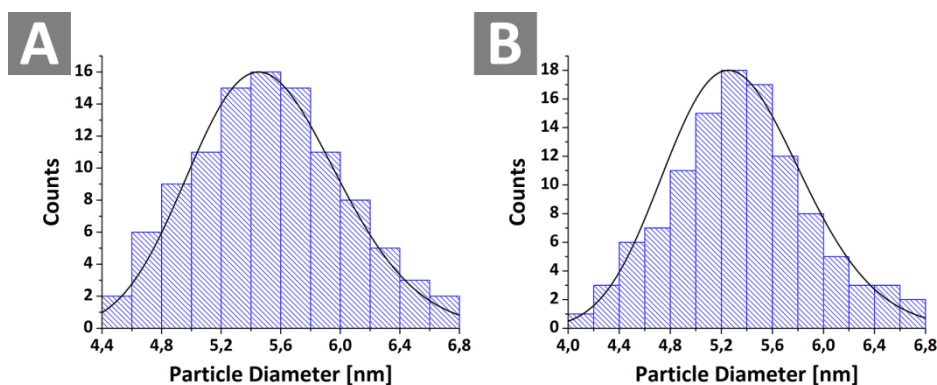 A
B
Counts
16
14
12
10
8
6
4
2
0
4,4 4,8 5,2 5,6 6,0 6,4 6,8
Particle Diameter [nm]
Counts
18
16
14
12
10
8
6
4
2
0
4,0 4,4 4,8 5,2 5,6 6,0 6,4 6,8
Particle Diameter [nm]